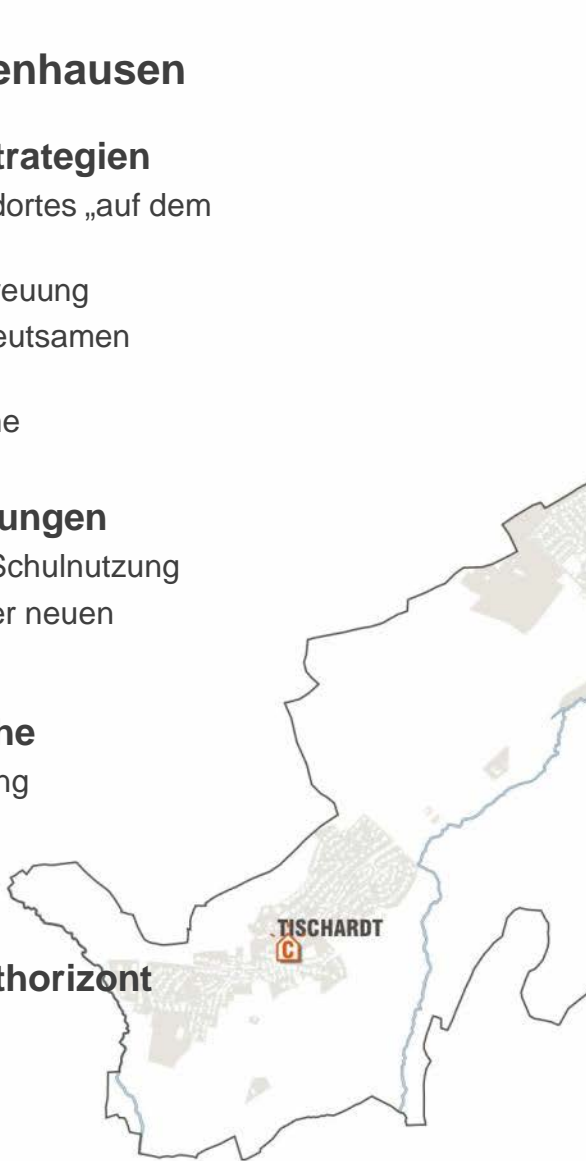 enhausen
trategien
dortes „auf dem
reuung
eutsamen
ne
ungen
Schulnutzung
er neuen
ne
ng
TISCHARDT
C
thorizont